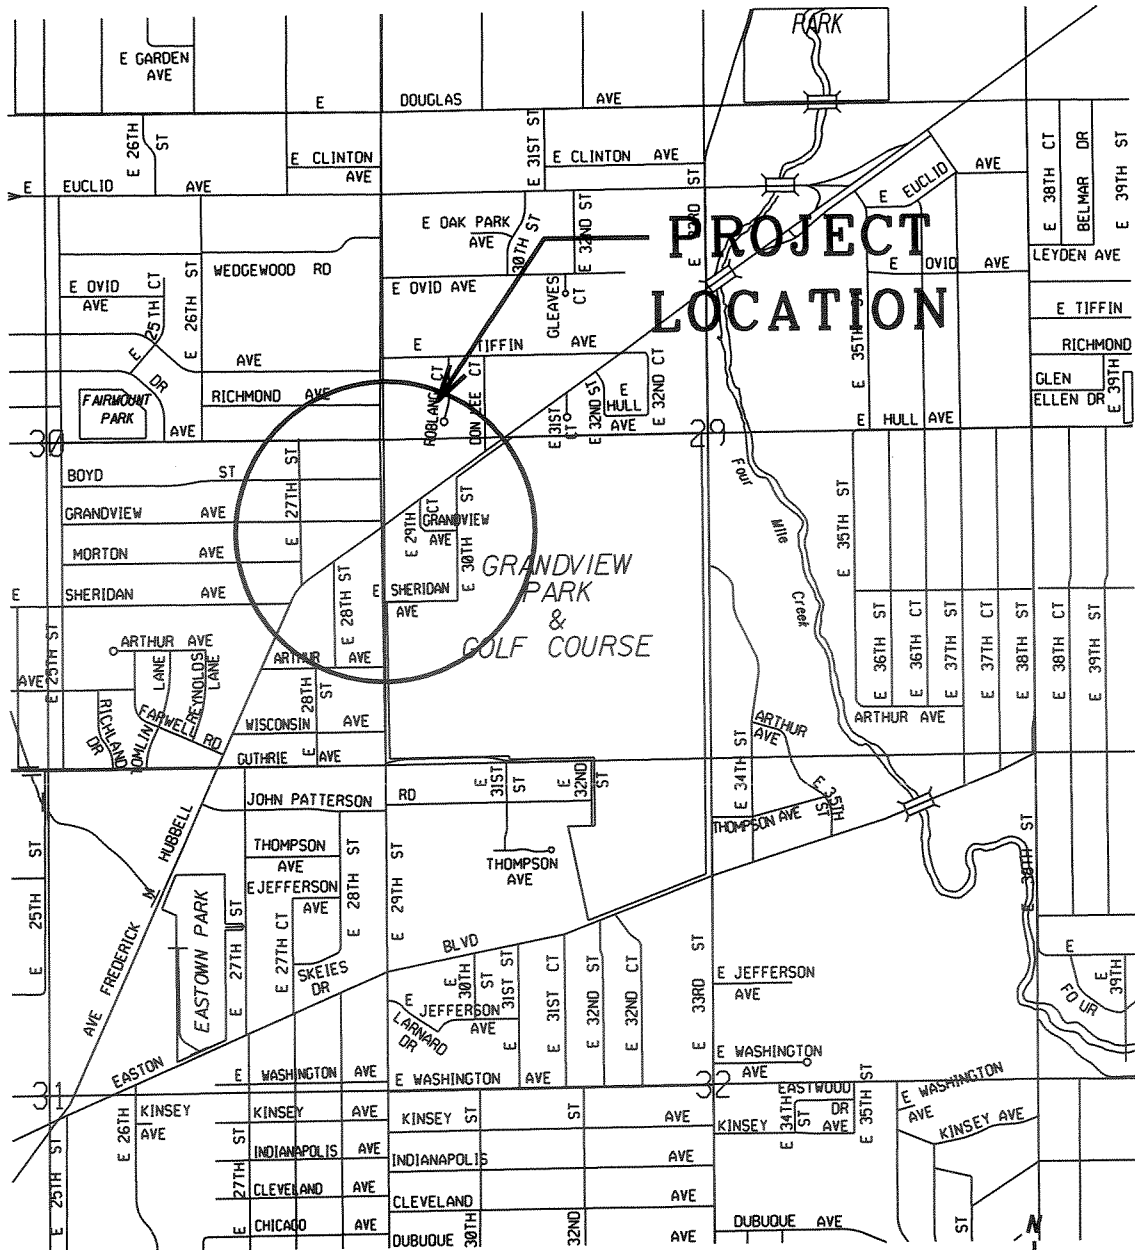 PARK
E GARDEN
AVE
E DOUGLAS AVE
E 26TH ST
E CLINTON
AVE
E 31ST ST
E CLINTON AVE
E 38TH CT
BELMAR DR
E 39TH ST
E EUCLID AVE
E EUCLID AVE
E 33RD ST
E OAK PARK
AVE
30TH ST
E 32ND ST
PROJECT
LOCATION
WEDGEWOOD RD
E OVID AVE
LEYDEN AVE
E OVID
AVE
25TH CT
E 26TH ST
E OVID AVE
GLEAVES
CT
E TIFFIN
E TIFFIN AVE
E 35TH
RICHMOND
E DR
AVE
RICHMOND AVE
ROBLANC CT
DON LEE CT
E 31ST
CT
E 32ND ST
E
HULL
AVE
E 32ND CT
GLEN
ELLEN DR
E 39TH
FAIRMOUNT
PARK
AVE
E HULL AVE
30
29
BOYD ST
E 27TH ST
Four
Mile
Creek
GRANDVIEW AVE
E 29TH CT
GRANDVIEW
AVE
E 30TH ST
E 35TH ST
MORTON AVE
GRANDVIEW
PARK
&
GOLF COURSE
E SHERIDAN AVE
E 28TH ST
E SHERIDAN
AVE
E 25TH ST
ARTHUR AVE
ARTHUR AVE
E 36TH ST
E 36TH CT
E 37TH ST
E 37TH CT
E 38TH ST
E 38TH CT
E 39TH ST
AVE
LANE
REYNOLDS
LANE
28TH ST
E
RICHLAND
DR
TOMLIN
FARWELL RD
WISCONSIN AVE
ARTHUR AVE
ARTHUR
AVE
GUTHRIE AVE
E 31ST ST
E 32ND ST
E 34TH ST
E 35TH
ST
JOHN PATTERSON RD
THOMPSON AVE
HUBBELL
THOMPSON
AVE
E 28TH ST
E 29TH ST
THOMPSON
AVE
E 25TH ST
E JEFFERSON
AVE
E 38TH ST
EASTOWN PARK
E 27TH ST
E 27TH CT
BLVD
FREDERICK
AVE
SKEIES
DR
E 30TH ST
E 31ST ST
E 31ST CT
E 32ND ST
E 32ND CT
E 33RD ST
E JEFFERSON
AVE
E
E 39TH
FOUR
E JEFFERSON
AVE
LARNARD
DR
EASTON
E WASHINGTON
AVE
E WASHINGTON AVE
E WASHINGTON AVE
31
32
EASTWOOD
DR
E WASHINGTON
AVE
E 26TH ST
KINSEY
AVE
KINSEY AVE
KINSEY ST
ST AVE
KINSEY AVE
E 34TH
ST
E 35TH ST
KINSEY AVE
E 25TH ST
E 27TH ST
INDIANAPOLIS AVE
INDIANAPOLIS AVE
CLEVELAND AVE
CLEVELAND AVE
CHICAGO AVE
DUBUQUE 30TH 32ND AVE
DUBUQUE AVE
ST
N